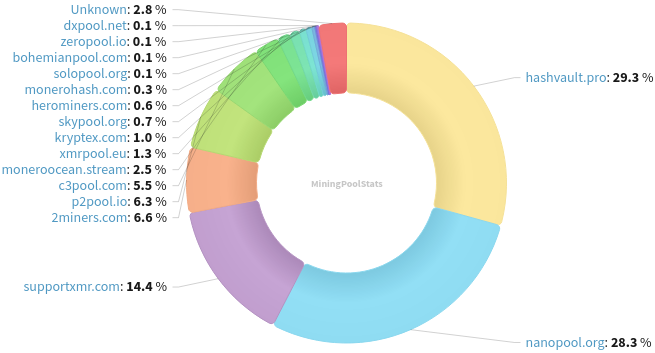 Unknown: 2.8 %
dxpool.net: 0.1 %
zeropool.io: 0.1 %
bohemianpool.com: 0.1 %
solopool.org: 0.1 %
monerohash.com: 0.3 %
herominers.com: 0.6 %
skypool.org: 0.7 %
kryptex.com: 1.0 %
xmrpool.eu: 1.3 %
moneroocean.stream: 2.5 %
c3pool.com: 5.5 %
p2pool.io: 6.3 %
2miners.com: 6.6 %
supportxmr.com: 14.4 %
hashvault.pro: 29.3 %
MiningPoolStats
nanopool.org: 28.3 %